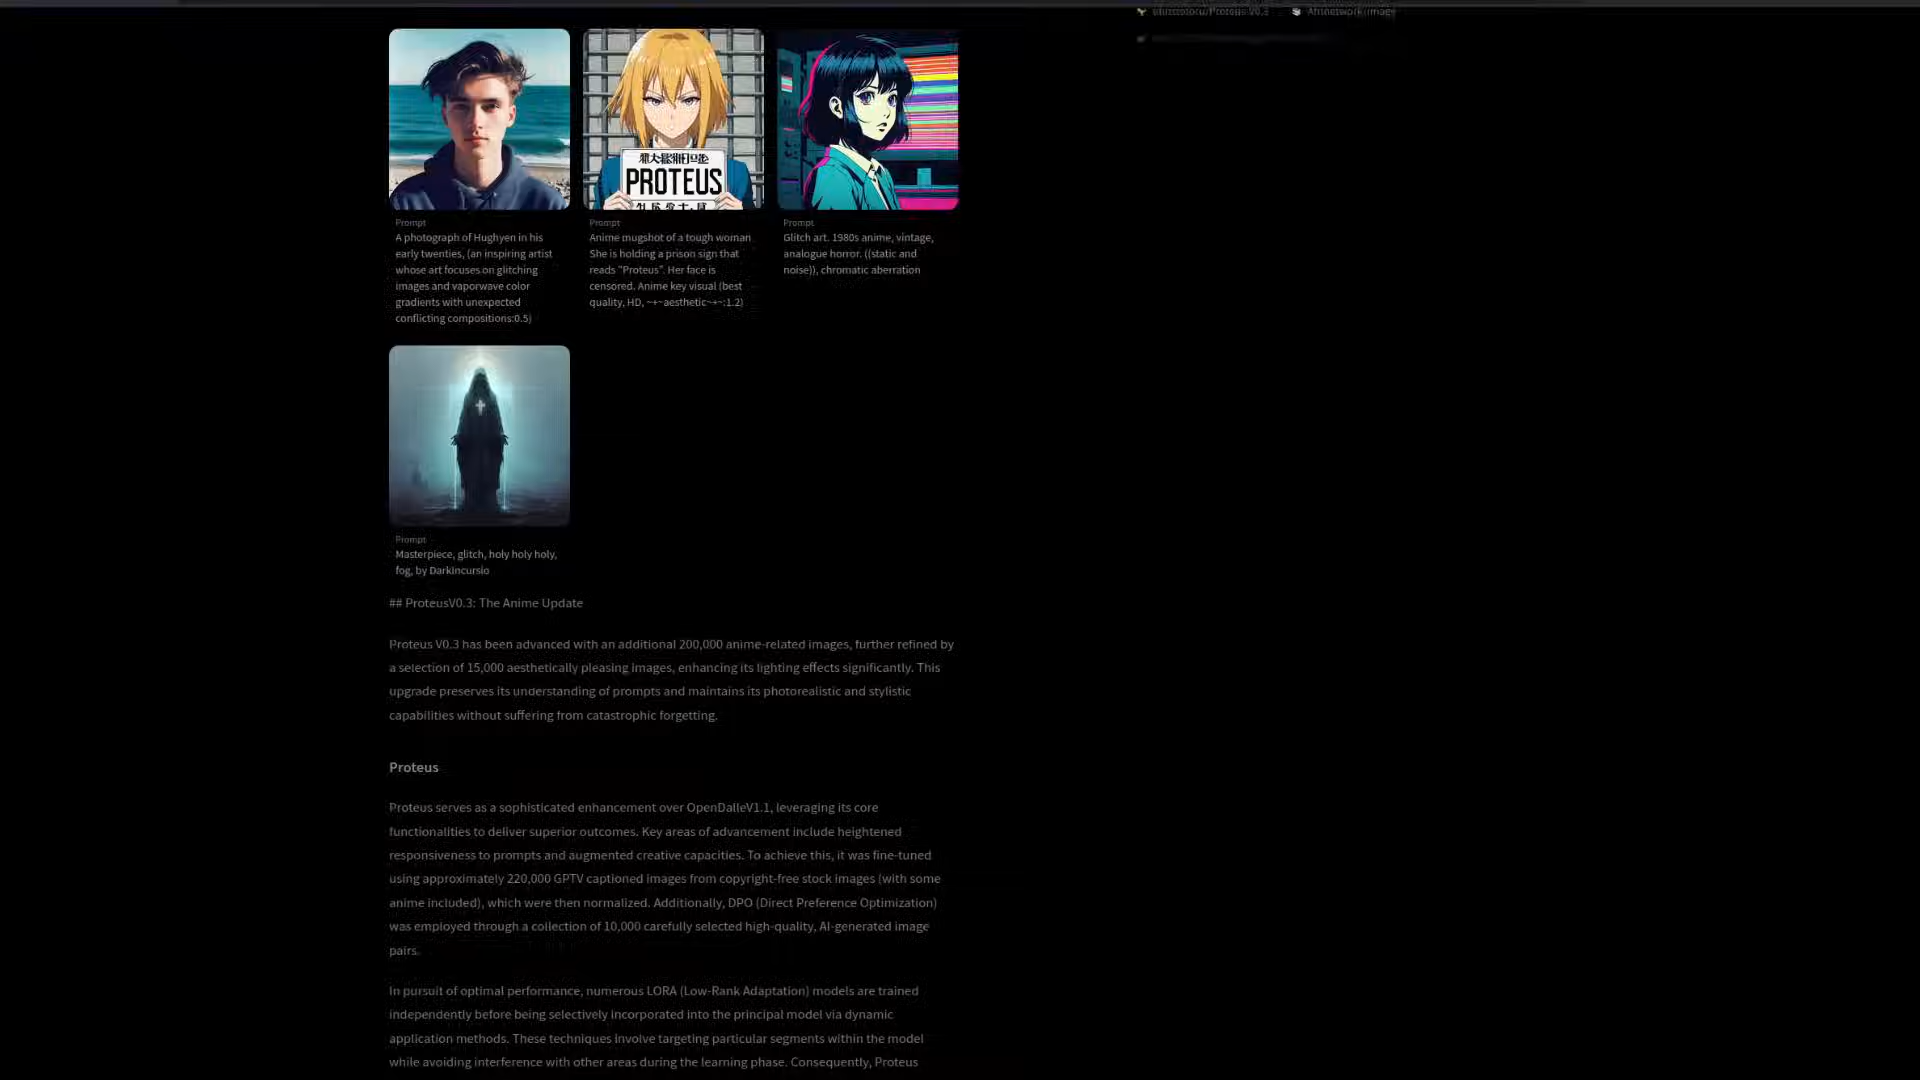 PROTEUS
Prompt
A photograph of Hughyen in his
early twenties, (an inspiring artist
whose art focuses on glitching
images and vaporwave color
gradients with unexpected
conflicting compositions:0.5)
Prompt
Anime mugshot of a tough woman.
She is holding a prison sign that
reads "Proteus". Her face is
censored. Anime key visual (best
quality, HD, ~+~aesthetic~+~:1.2)
Prompt
Glitch art. 1980s anime, vintage,
analogue horror. ((static and
noise)), chromatic aberration
Prompt
Masterpiece, glitch, holy holy holy,
fog, by DarkIncursio
## ProteusV0.3: The Anime Update
Proteus V0.3 has been advanced with an additional 200,000 anime-related images, further refined by
a selection of 15,000 aesthetically pleasing images, enhancing its lighting effects significantly. This
upgrade preserves its understanding of prompts and maintains its photorealistic and stylistic
capabilities without suffering from catastrophic forgetting.
Proteus
Proteus serves as a sophisticated enhancement over OpenDalleV1.1, leveraging its core
functionalities to deliver superior outcomes. Key areas of advancement include heightened
responsiveness to prompts and augmented creative capacities. To achieve this, it was fine-tuned
using approximately 220,000 GPTV captioned images from copyright-free stock images (with some
anime included), which were then normalized. Additionally, DPO (Direct Preference Optimization)
was employed through a collection of 10,000 carefully selected high-quality, AI-generated image
pairs.
In pursuit of optimal performance, numerous LORA (Low-Rank Adaptation) models are trained
independently before being selectively incorporated into the principal model via dynamic
application methods. These techniques involve targeting particular segments within the model
while avoiding interference with other areas during the learning phase. Consequently, Proteus